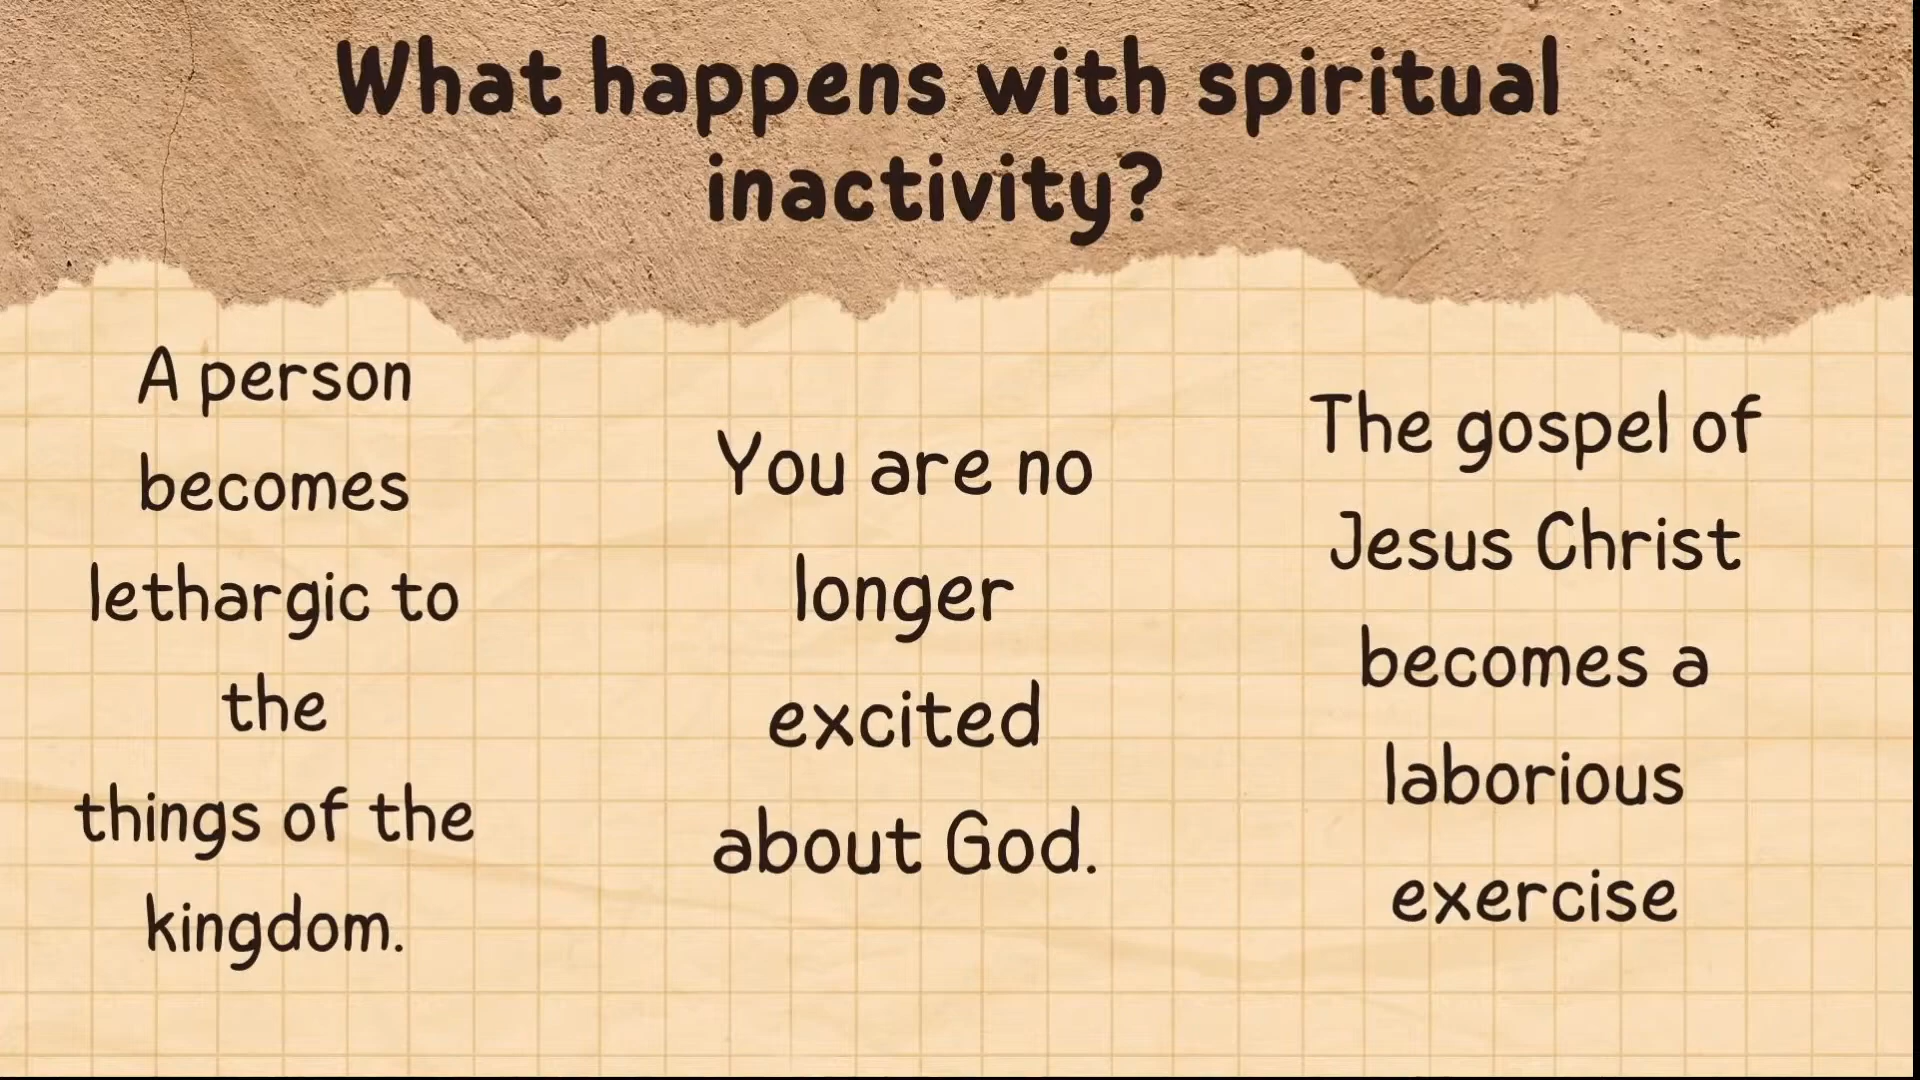 What happens with spiritual
inactivity?
A person
becomes
lethargic to
the
things of the
kingdom.
You are no
longer
excited
about God.
The gospel of
Jesus Christ
becomes a
laborious
exercise